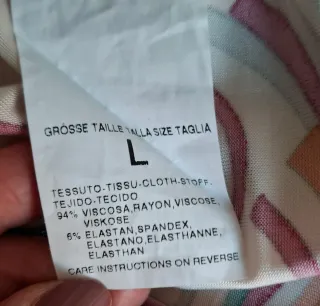 GRÖSSE TAILLE TALLA SIZE TAGLIA
L
TESSUTO-TISSU-CLOTH-STOFF
TEJIDO-TECIDO
94% VISCOSA,RAYON,VISCOSE,
VISKOSE
6% ELASTAN,SPANDEX,
ELASTANO,ELASTHANNE,
ELASTHAN
CARE INSTRUCTIONS ON REVERSE